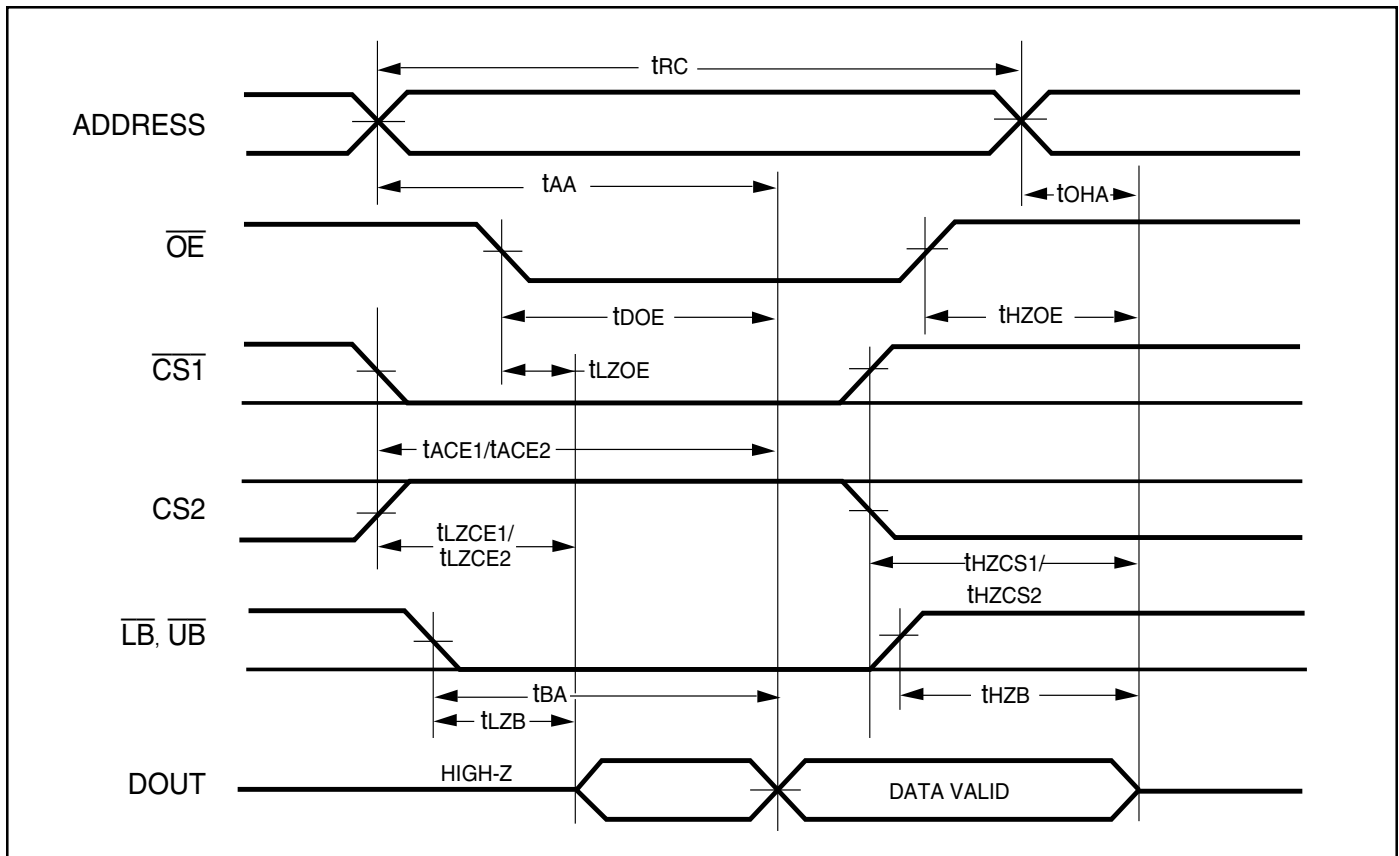 tRC
ADDRESS
tAA
tOHA
OE
tDOE
tHZOE
CS1
tLZOE
tACE1/tACE2
CS2
tLZCE1/
tLZCE2
tHZCS1/
tHZCS2
LB, UB
tBA
tHZB
tLZB
HIGH-Z
DOUT
DATA VALID